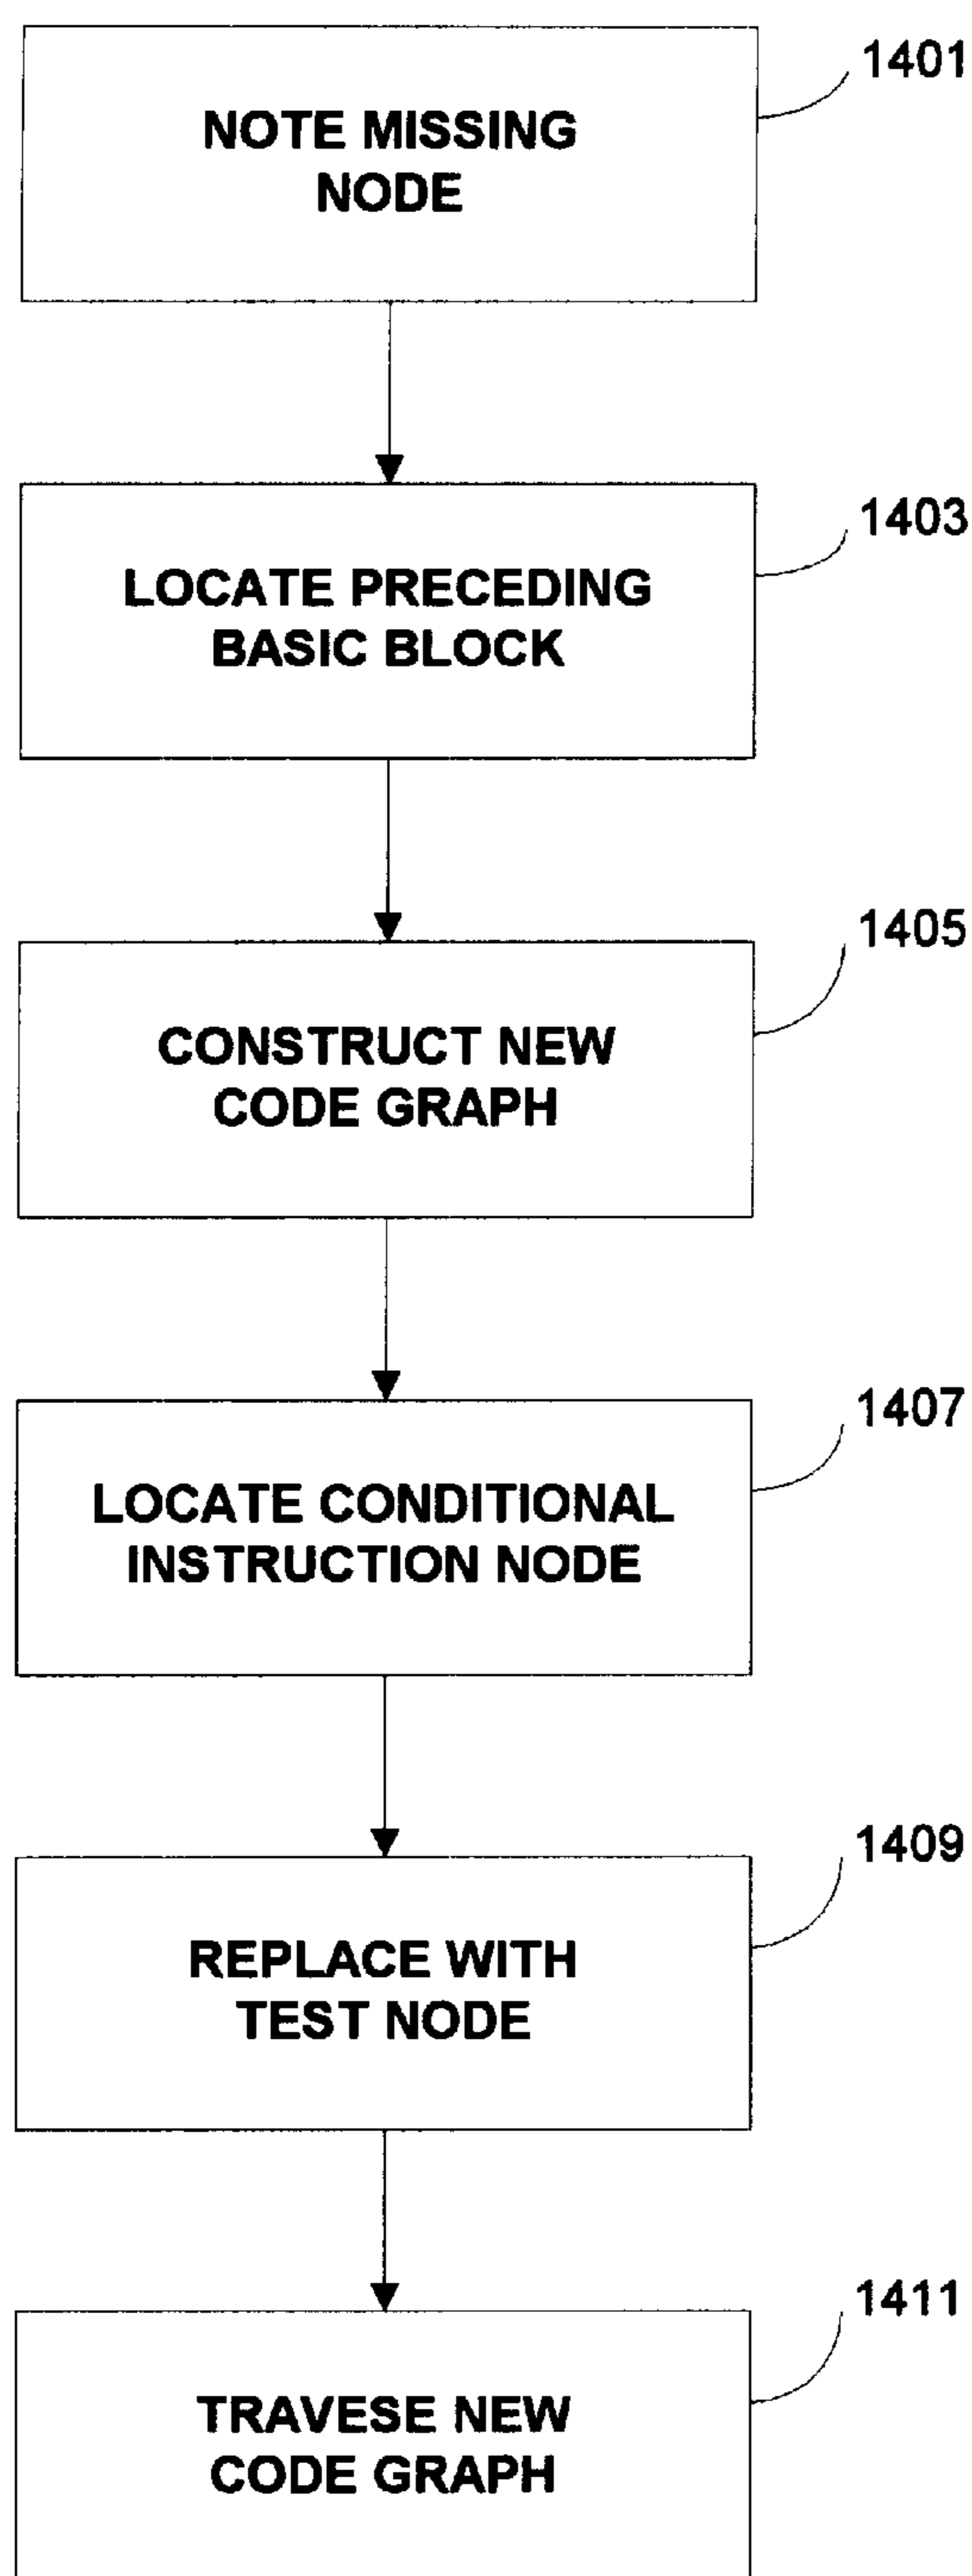 1401
NOTE MISSING
NODE
1403
LOCATE PRECEDING
BASIC BLOCK
1405
CONSTRUCT NEW
CODE GRAPH
1407
LOCATE CONDITIONAL
INSTRUCTION NODE
1409
REPLACE WITH
TEST NODE
1411
TRAVESE NEW
CODE GRAPH